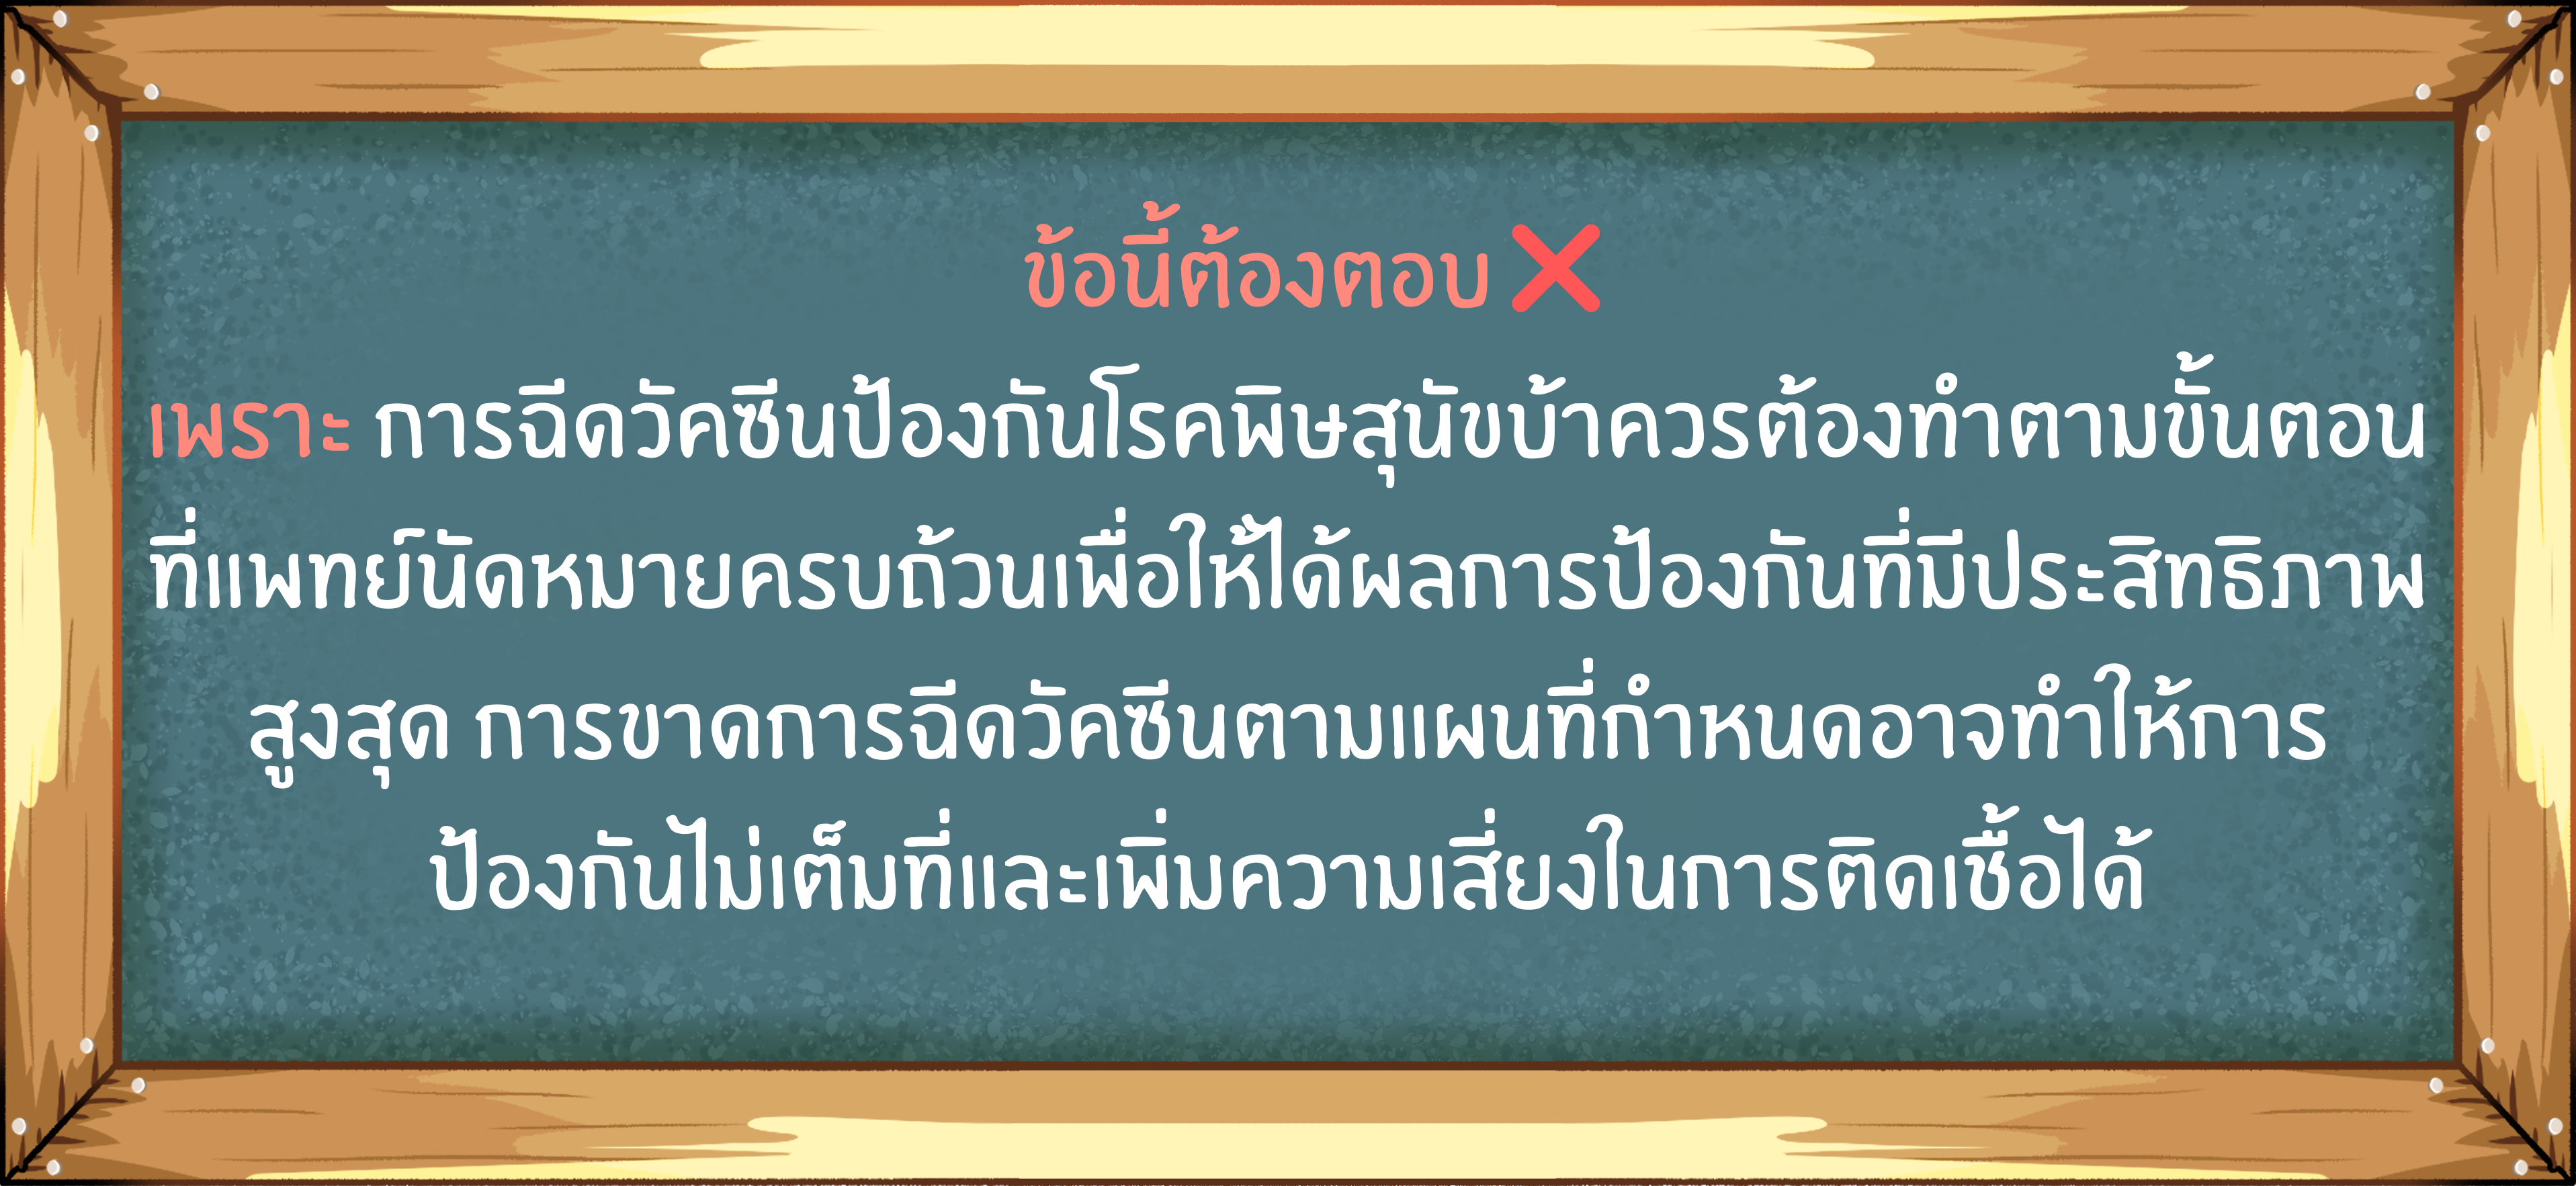 ข้อนี้ต้องตอบ ❌
เพราะ การฉีดวัคซีนป้องกันโรคพิษสุนัขบ้าควรต้องทำตามขั้นตอน
ที่แพทย์นัดหมายครบถ้วนเพื่อให้ได้ผลการป้องกันที่มีประสิทธิภาพ
สูงสุด การขาดการฉีดวัคซีนตามแผนที่กำหนดอาจทำให้การ
ป้องกันไม่เต็มที่และเพิ่มความเสี่ยงในการติดเชื้อได้